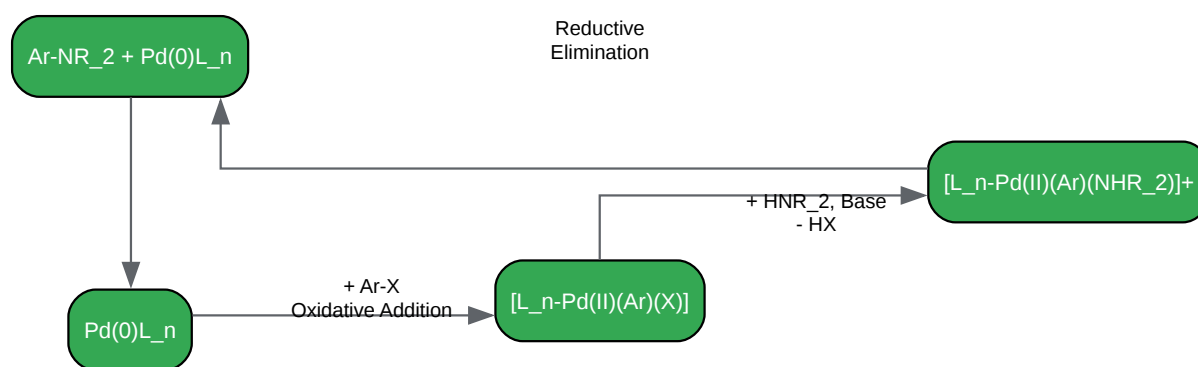 Reductive
Elimination
Ar-NR_2 + Pd(0)L_n
[L_n-Pd(II)(Ar)(NHR_2)]+
+ HNR_2, Base
- HX
+ Ar-X
Oxidative Addition
[L_n-Pd(II)(Ar)(X)]
Pd(0)L_n